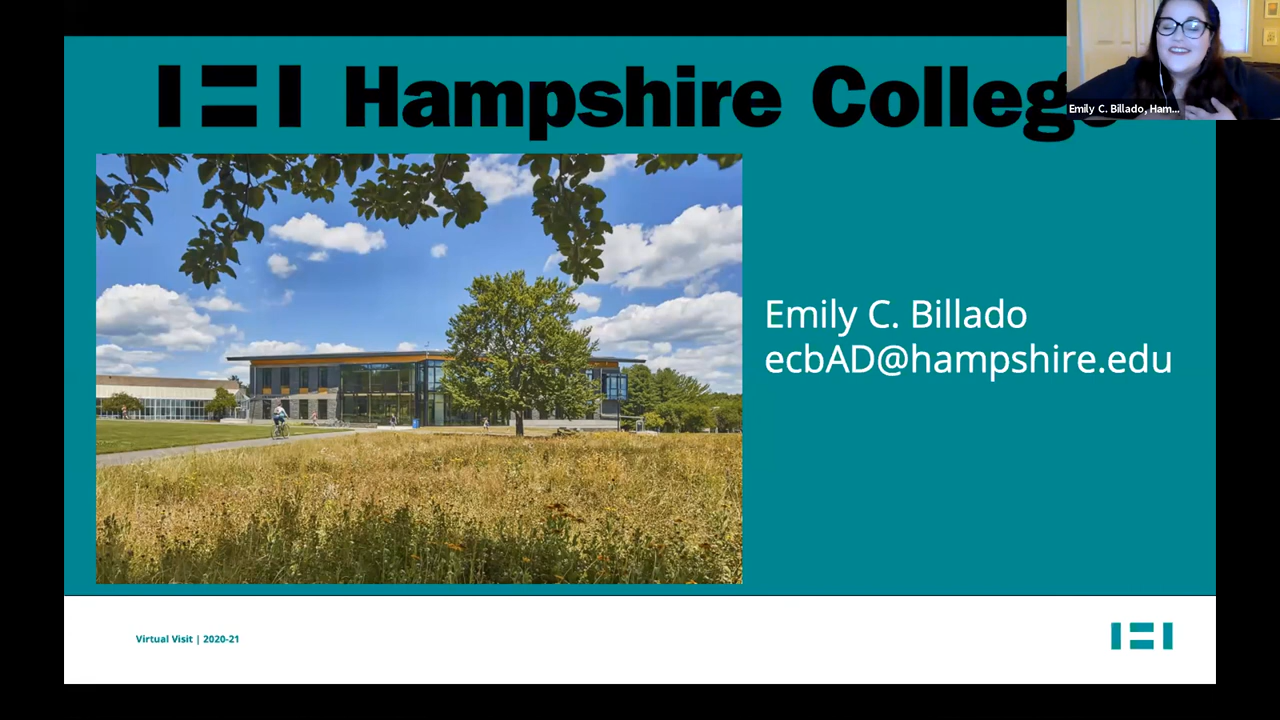 Hampshire College
Emily C. Billado, Ham...
Emily C. Billado
ecbAD@hampshire.edu
Virtual Visit | 2020-21